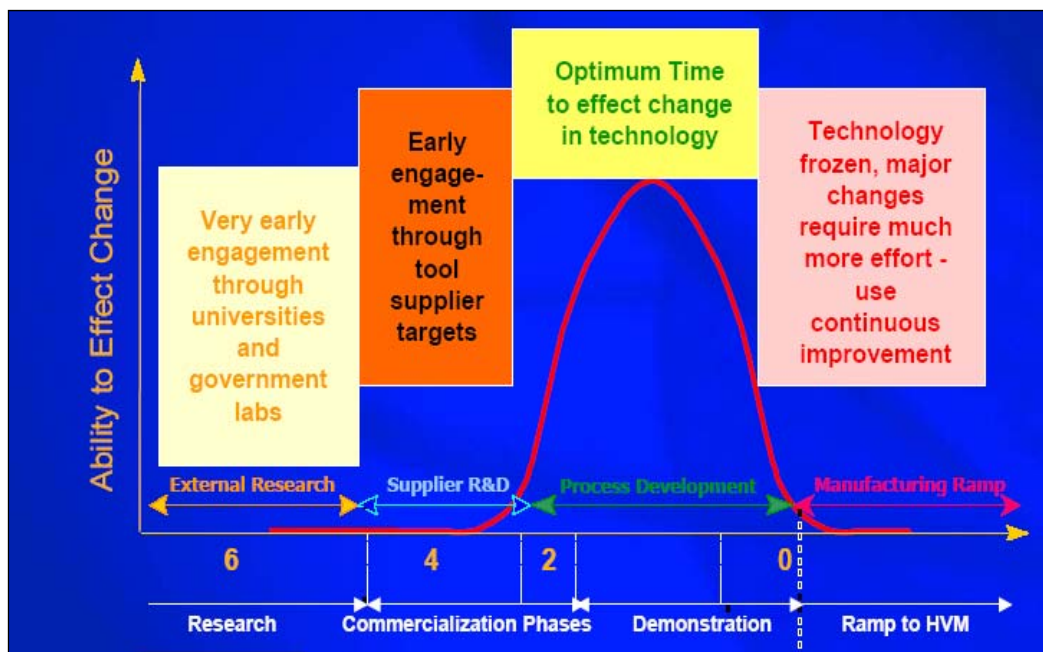 Ability to Effect Change
Very early
engagement
through
universities
and
government
labs
Early
engage-
ment
through
tool
supplier
targets
Optimum Time
to effect change
in technology
Technology
frozen, major
changes
require much
more effort -
use
continuous
improvement
External Research
Supplier R&D
Process Development
Manufacturing Ramp
6
4
2
0
Research
Commercialization Phases
Demonstration
Ramp to HVM